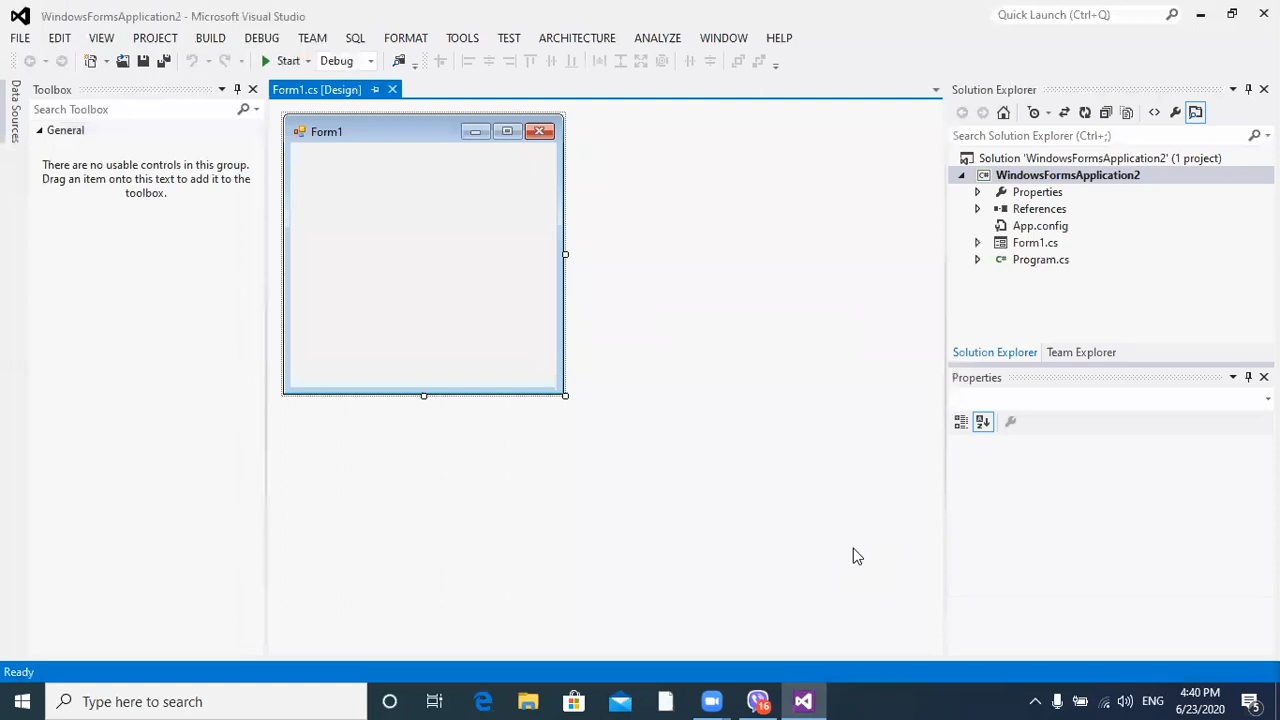 WindowsFormsApplication2 - Microsoft Visual Studio
Quick Launch (Ctrl+Q)
FILE EDIT VIEW PROJECT BUILD DEBUG TEAM SQL FORMAT TOOLS TEST ARCHITECTURE ANALYZE WINDOW HELP
Start Debug
Data Sources
Toolbox
Search Toolbox
General
There are no usable controls in this group.
Drag an item onto this text to add it to the
toolbox.
Form1.cs [Design]
Form1
Solution Explorer
Search Solution Explorer (Ctrl+;)
Solution 'WindowsFormsApplication2' (1 project)
C# WindowsFormsApplication2
Properties
References
App.config
Form1.cs
C# Program.cs
Solution Explorer Team Explorer
Properties
Ready
Type here to search
16
ENG
4:40 PM
6/23/2020
5